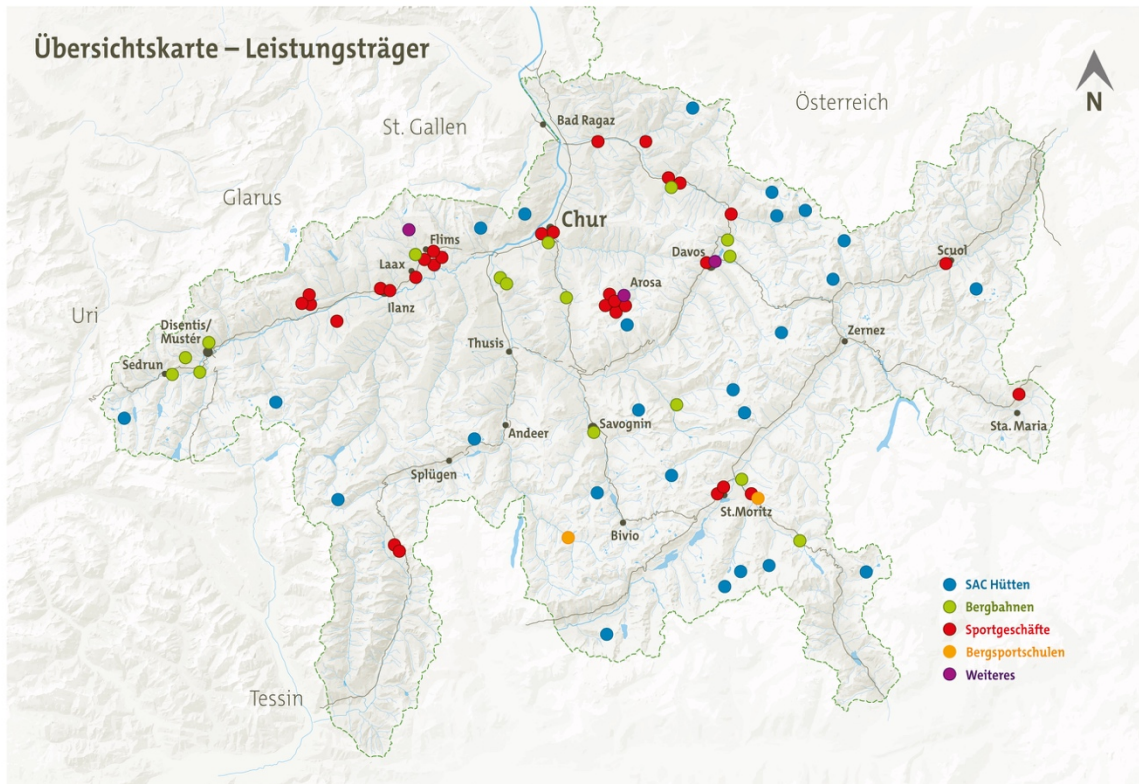 Übersichtskarte – Leistungsträger
Österreich
N
Bad Ragaz
St. Gallen
Glarus
Chur
Flims
Laax
Davos
Scuol
Arosa
Ilanz
Uri
Disentis/
Mustér
Thusis
Zernez
Sedrun
Andeer
Savognin
Sta. Maria
Splügen
St.Moritz
Bivio
SAC Hütten
Bergbahnen
Sportgeschäfte
Bergsportschulen
Weiteres
Tessin